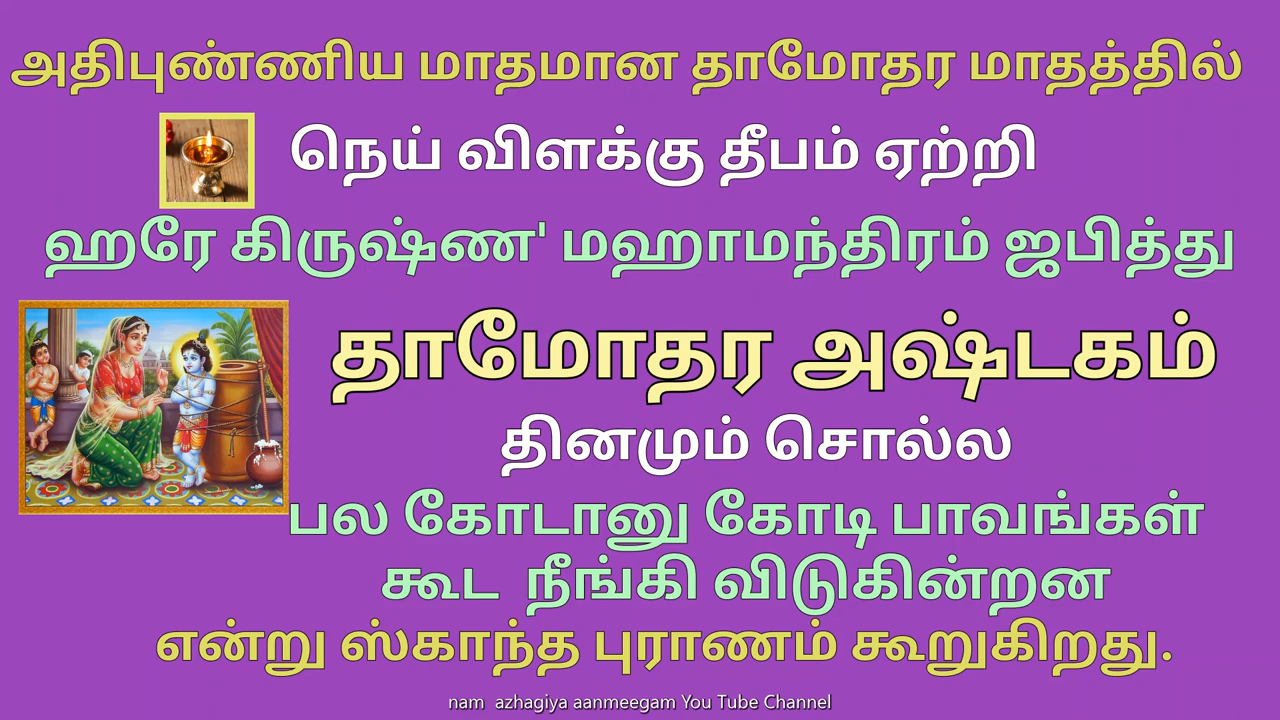 அதிபுண்ணிய மாதமான தாமோதர மாதத்தில்
நெய் விளக்கு தீபம் ஏற்றி
ஹரே கிருஷ்ண' மஹாமந்திரம் ஜபித்து
தாமோதர அஷ்டகம்
தினமும் சொல்ல
பல கோடானு கோடி பாவங்கள்
கூட நீங்கி விடுகின்றன
என்று ஸ்காந்த புராணம் கூறுகிறது.
nam azhagiya aanmeegam You Tube Channel